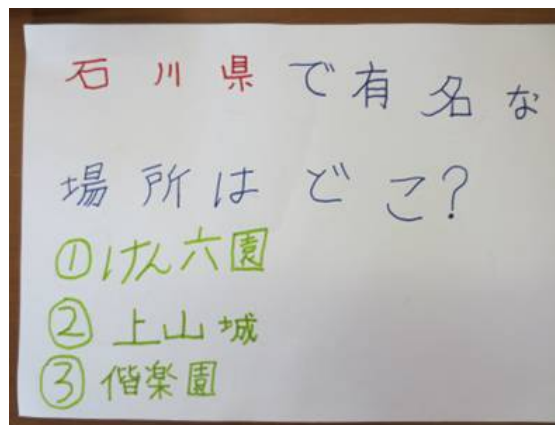 石川県で有名な
場所はどこ?
①けん六園
②上山城
③偕楽園